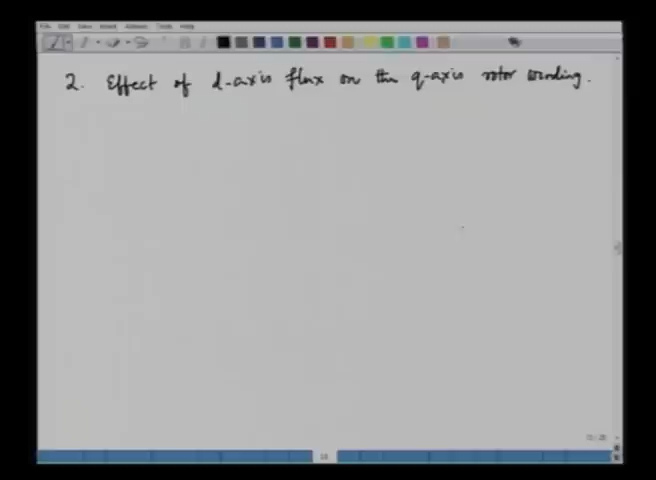 2. Effect of d-axis flux on the q-axis rotor winding.